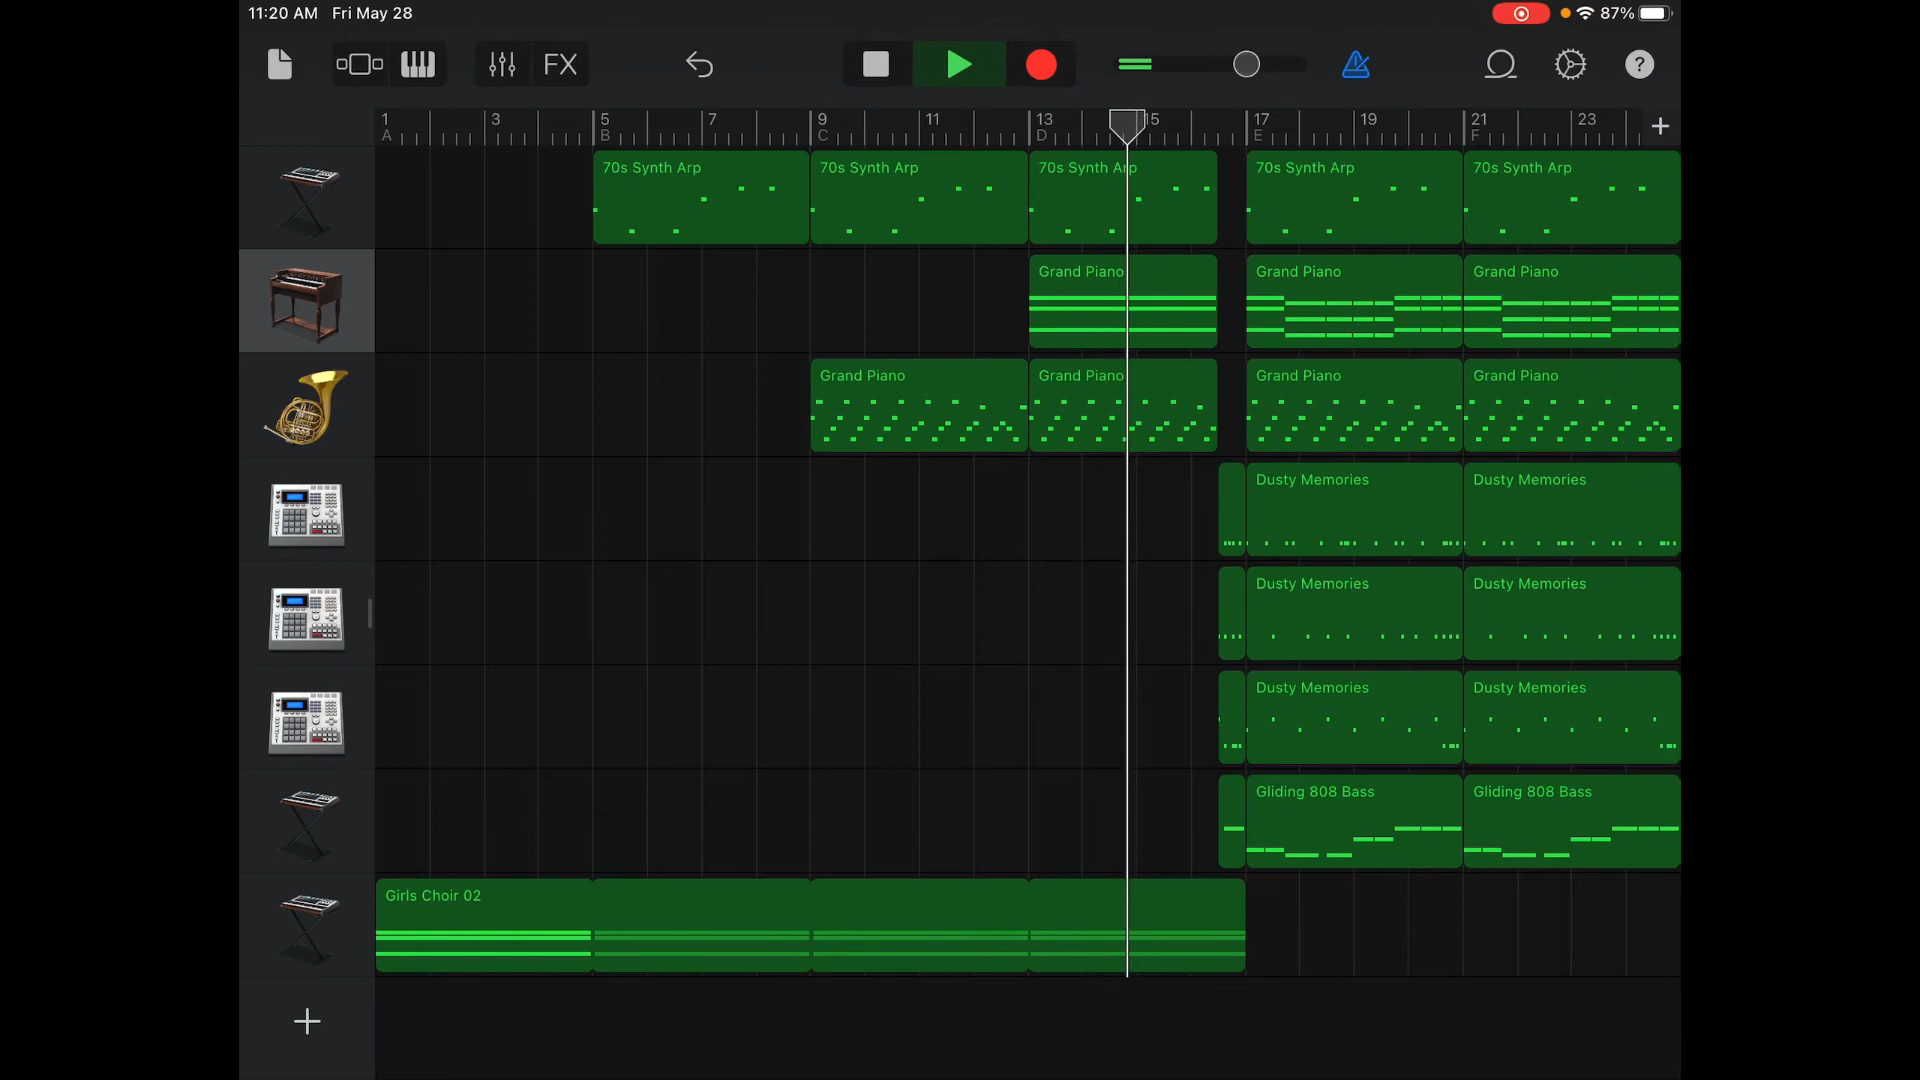 11:20 AM Fri May 28
87%
FX
?
1 3 5 7 9 11 13 15 17 19 21 23
A B C D E F
70s Synth Arp 70s Synth Arp 70s Synth Arp 70s Synth Arp 70s Synth Arp
Grand Piano Grand Piano Grand Piano
Grand Piano Grand Piano Grand Piano Grand Piano
Dusty Memories Dusty Memories
Dusty Memories Dusty Memories
Dusty Memories Dusty Memories
Gliding 808 Bass Gliding 808 Bass
Girls Choir 02